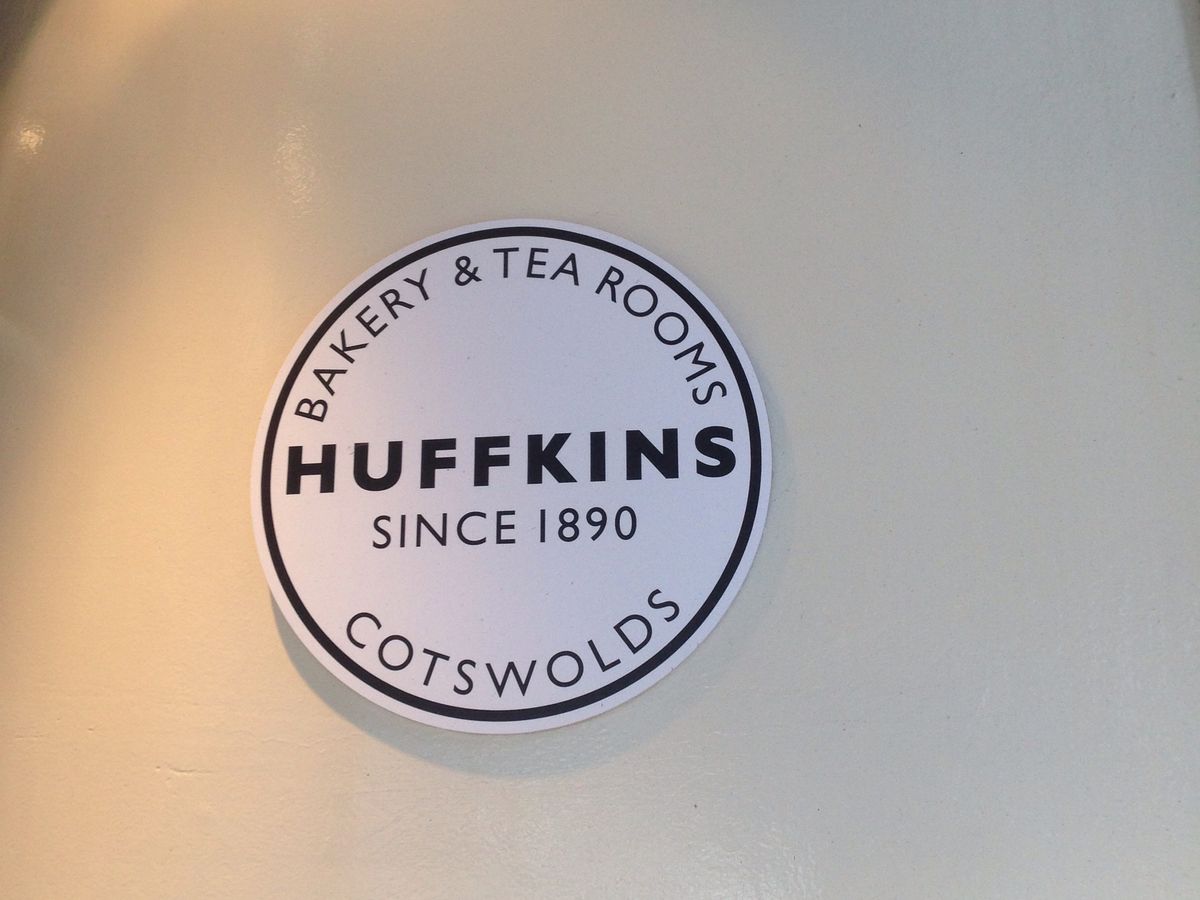 BAKERY & TEA ROOMS
HUFFKINS
SINCE 1890
COTSWOLDS